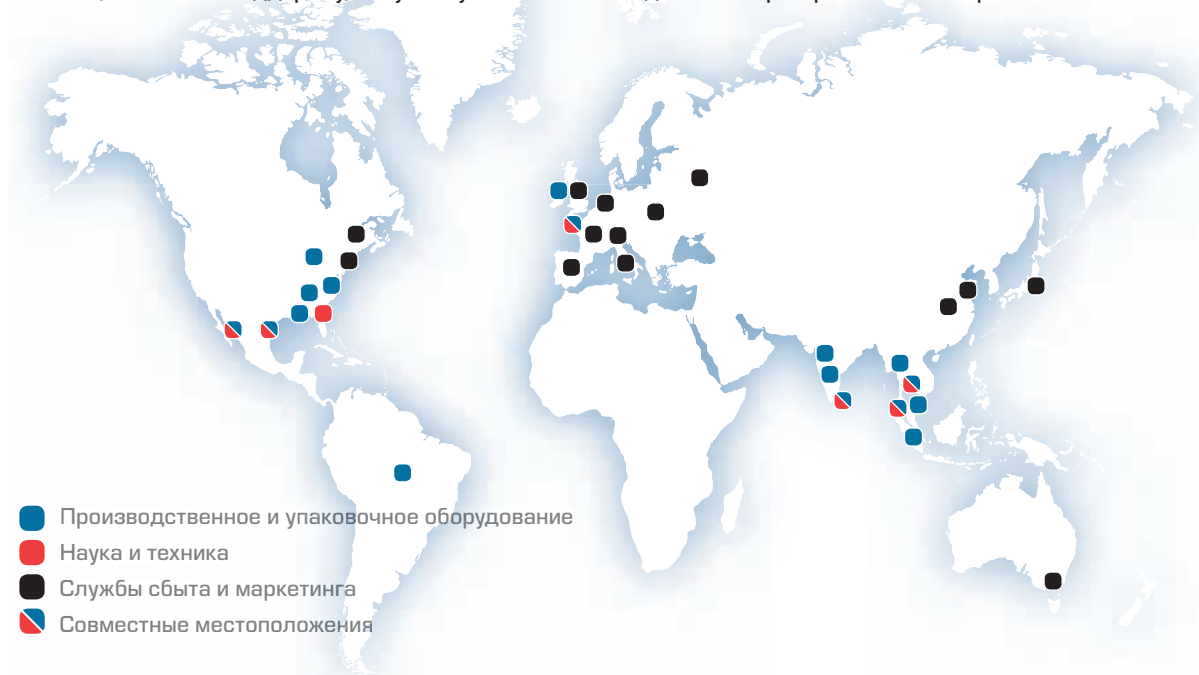 Производственное и упаковочное оборудование
Наука и техника
Службы сбыта и маркетинга
Совместные местоположения